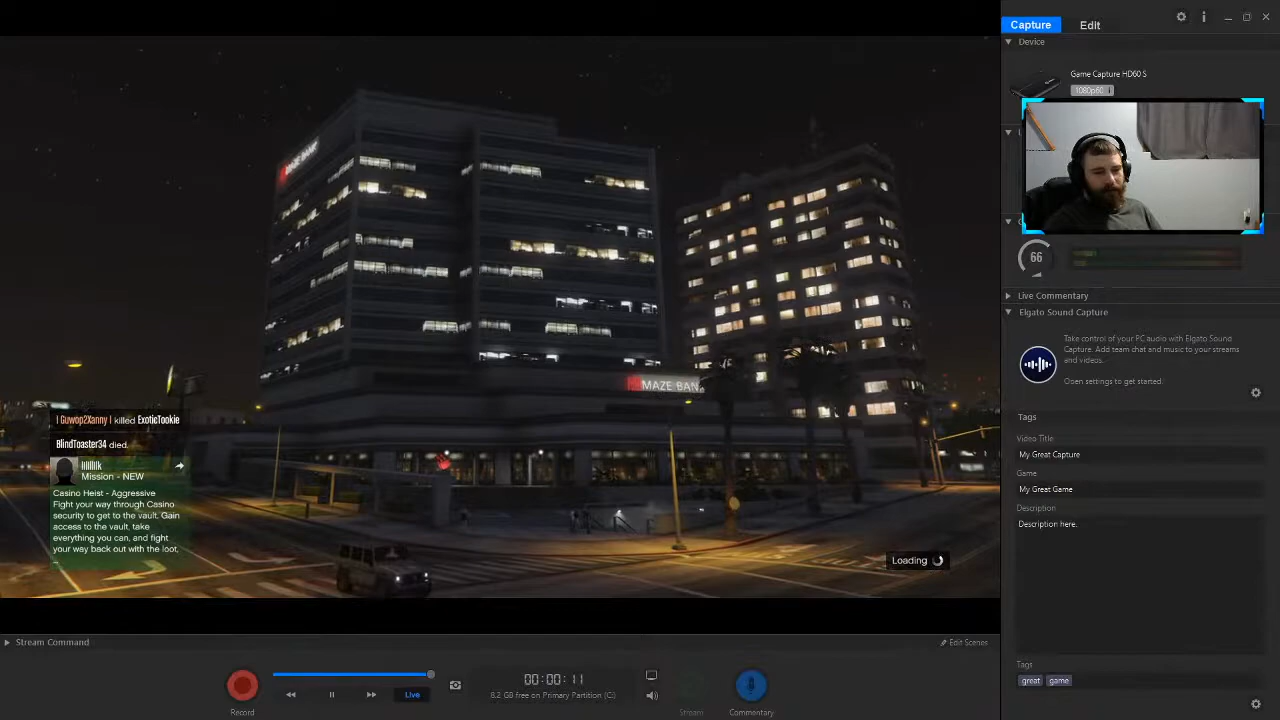 Capture
Edit
Device
Game Capture HD60 S
1080p60
MAZE BANK
MAZE BAN
66
Live Commentary
Elgato Sound Capture
Take control of your PC audio with Elgato Sound
Capture. Add team chat and music to your streams
and videos.
Open settings to get started.
I Guwop2Xanny I killed ExoticTookie
BlindToaster34 died.
Mission - NEW
Casino Heist - Aggressive
Fight your way through Casino
security to get to the vault. Gain
access to the vault, take
everything you can, and fight
your way back out with the loot.
Loading
Tags
Video Title
My Great Capture
Game
My Great Game
Description
Description here.
Tags
great
game
Stream Command
Edit Scenes
Record
Live
00:00:11
8.2 GB free on Primary Partition (C:)
Stream
Commentary